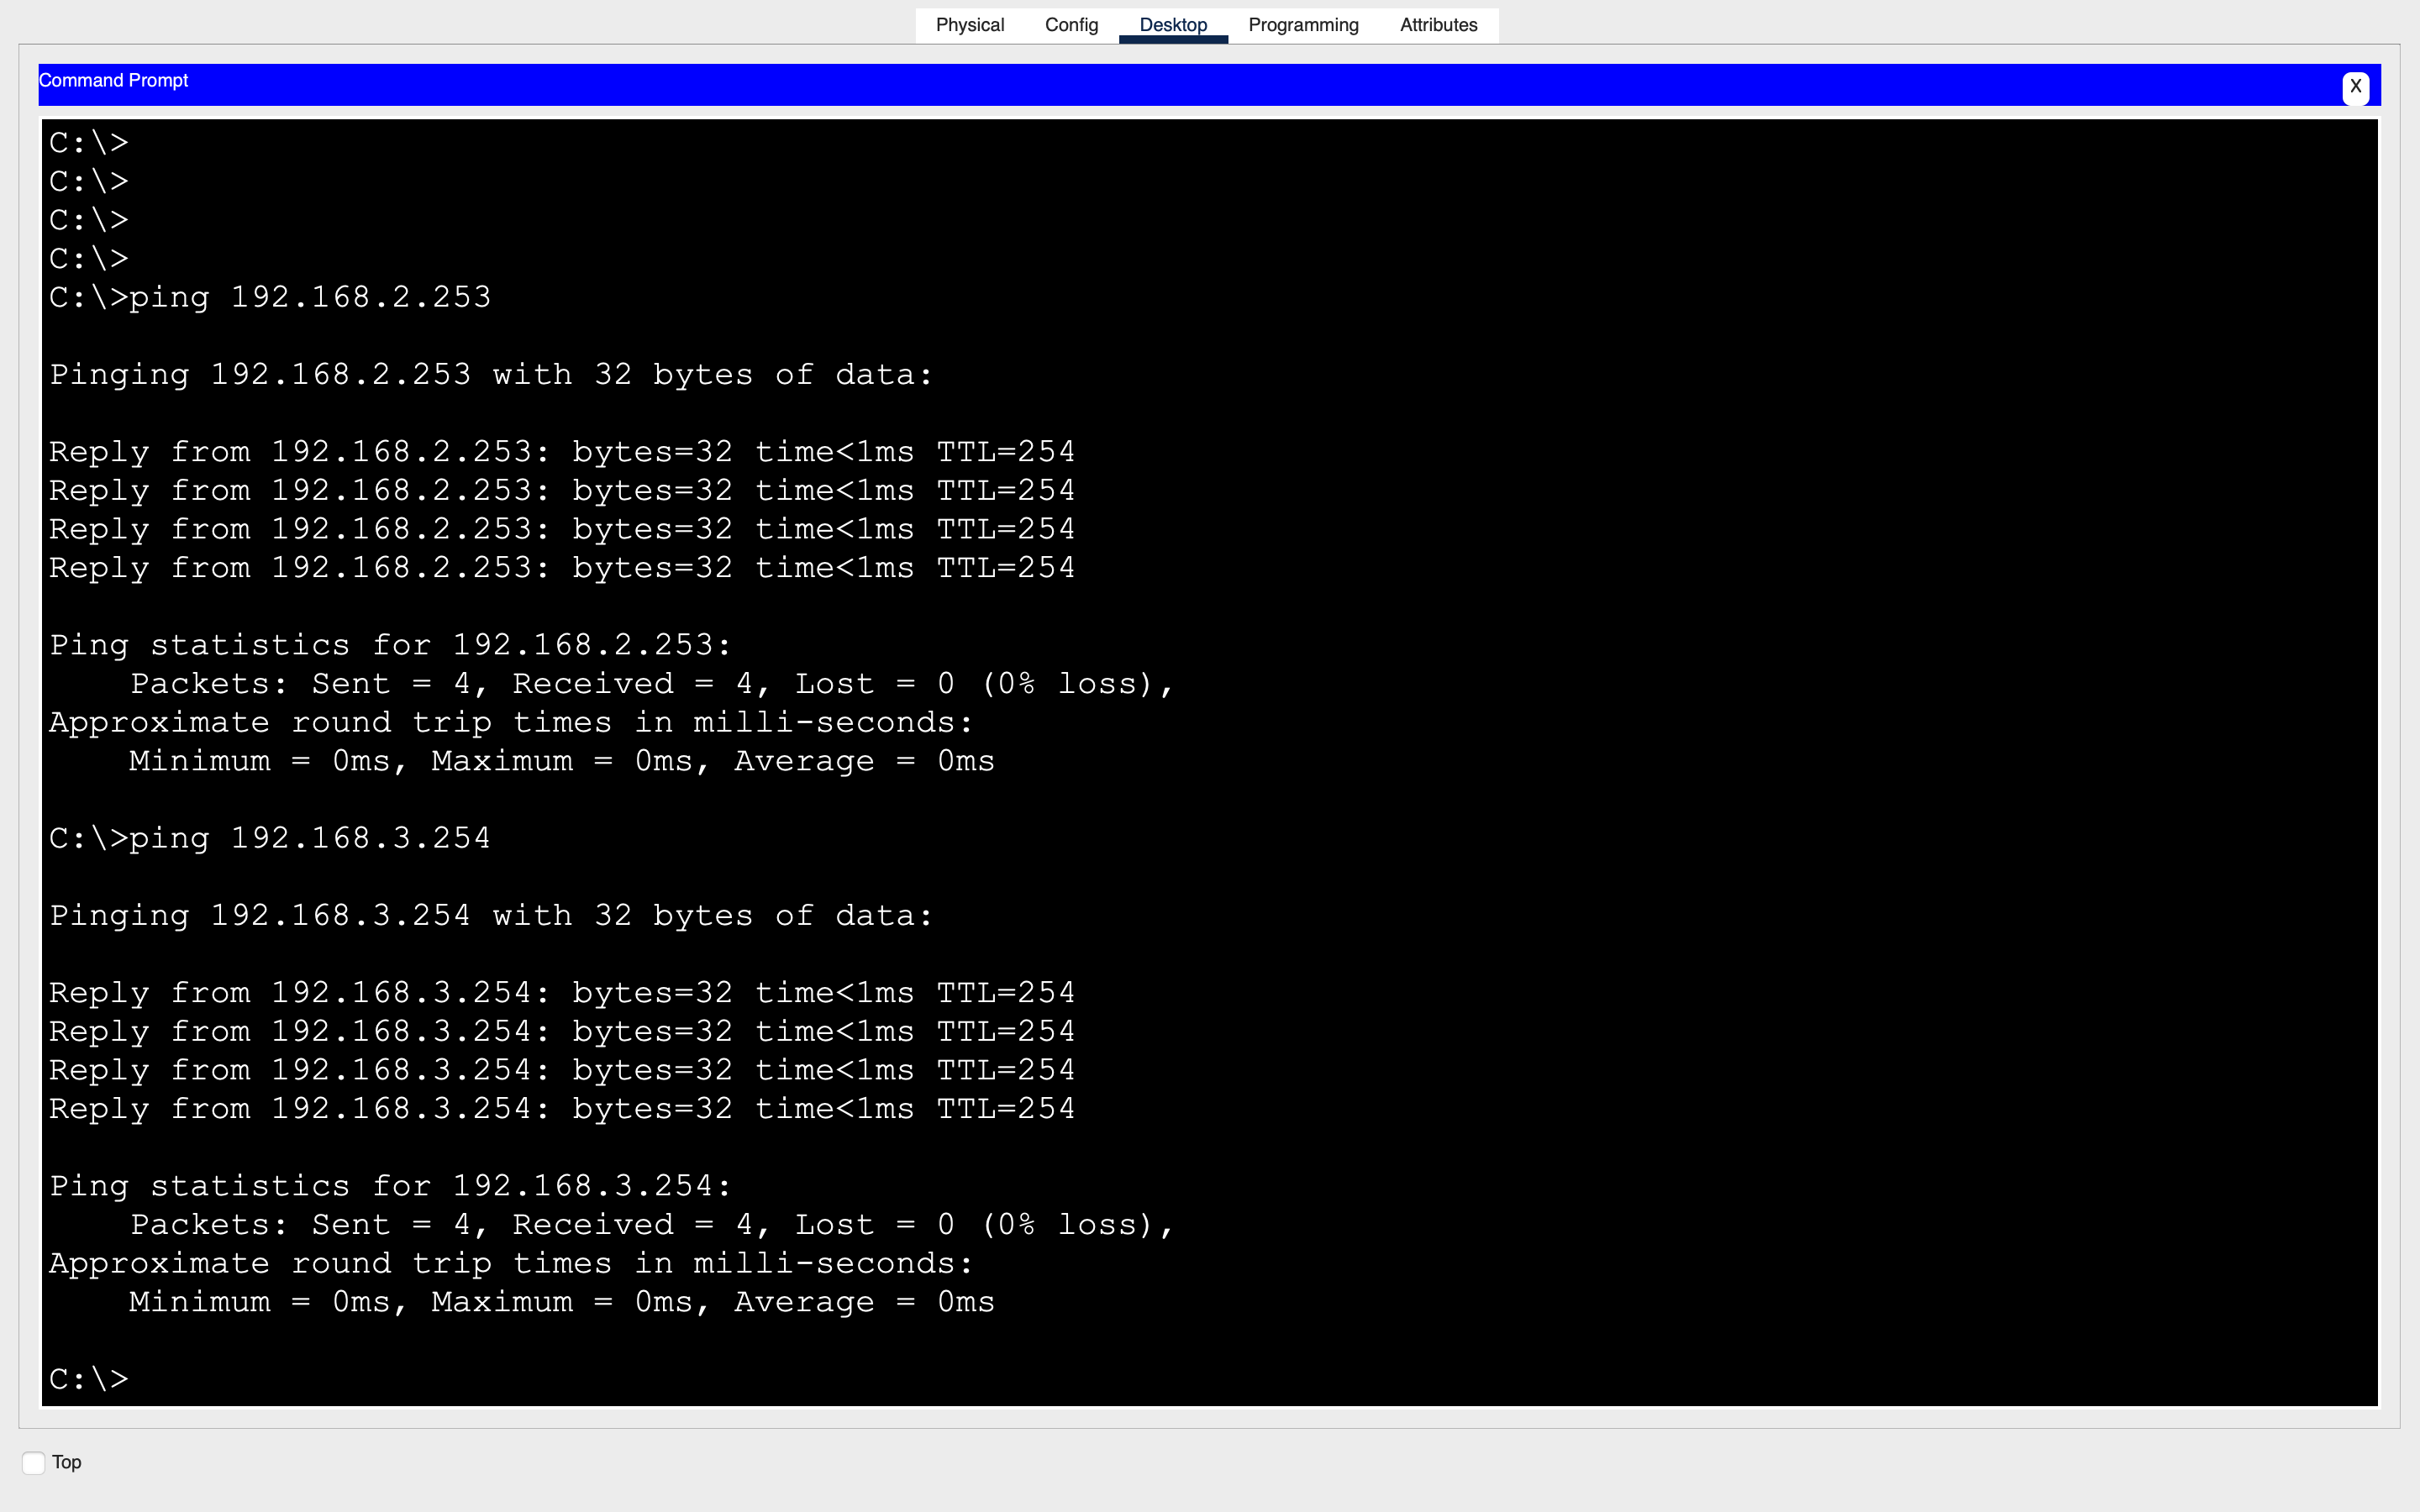 Physical Config Desktop Programming Attributes
Command Prompt X
C:\>
C:\>
C:\>
C:\>
C:\>ping 192.168.2.253
Pinging 192.168.2.253 with 32 bytes of data:
Reply from 192.168.2.253: bytes=32 time<1ms TTL=254
Reply from 192.168.2.253: bytes=32 time<1ms TTL=254
Reply from 192.168.2.253: bytes=32 time<1ms TTL=254
Reply from 192.168.2.253: bytes=32 time<1ms TTL=254
Ping statistics for 192.168.2.253:
    Packets: Sent = 4, Received = 4, Lost = 0 (0% loss),
Approximate round trip times in milli-seconds:
    Minimum = 0ms, Maximum = 0ms, Average = 0ms
C:\>ping 192.168.3.254
Pinging 192.168.3.254 with 32 bytes of data:
Reply from 192.168.3.254: bytes=32 time<1ms TTL=254
Reply from 192.168.3.254: bytes=32 time<1ms TTL=254
Reply from 192.168.3.254: bytes=32 time<1ms TTL=254
Reply from 192.168.3.254: bytes=32 time<1ms TTL=254
Ping statistics for 192.168.3.254:
    Packets: Sent = 4, Received = 4, Lost = 0 (0% loss),
Approximate round trip times in milli-seconds:
    Minimum = 0ms, Maximum = 0ms, Average = 0ms
C:\>
Top